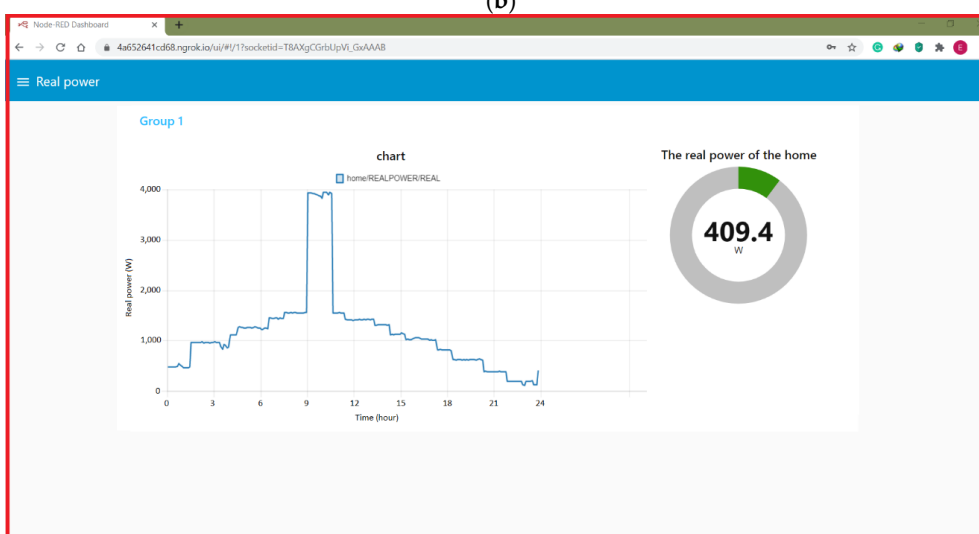 (b)
Node-RED Dashboard
4a652641cd68.ngrok.io/ui/#!/1?socketid=T8AXgCGrbUpVi_GxAAAB
E
Real power
Group 1
chart
home/REALPOWER/REAL
4,000
3,000
2,000
1,000
0
Real power (W)
0 3 6 9 12 15 18 21 24
Time (hour)
The real power of the home
409.4
W